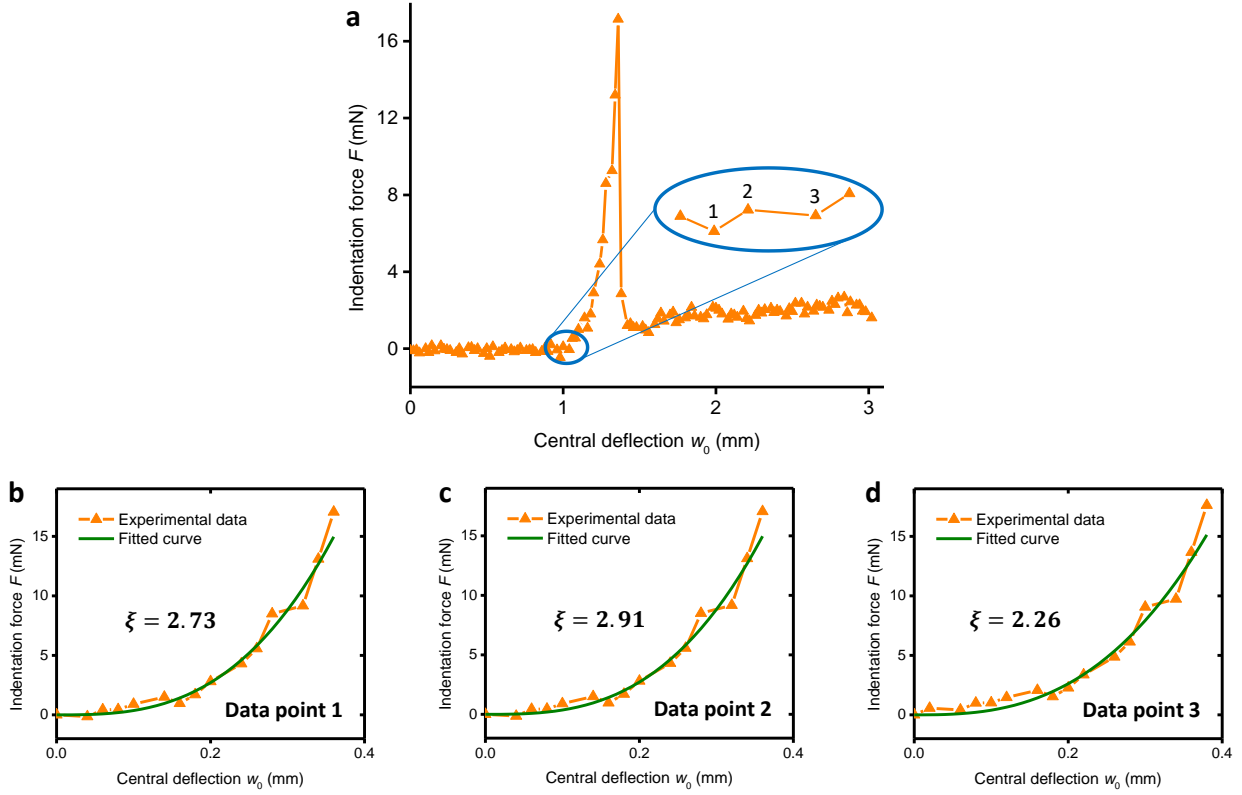 a
Indentation force F (mN)
16
12
8
4
0
1
2
3
0
1
2
3
Central deflection w₀ (mm)
b
Indentation force F (mN)
15
10
5
0
Experimental data
Fitted curve
ξ = 2.73
Data point 1
0.0
0.2
0.4
Central deflection w₀ (mm)
c
Indentation force F (mN)
15
10
5
0
Experimental data
Fitted curve
ξ = 2.91
Data point 2
0.0
0.2
0.4
Central deflection w₀ (mm)
d
Indentation force F (mN)
15
10
5
0
Experimental data
Fitted curve
ξ = 2.26
Data point 3
0.0
0.2
0.4
Central deflection w₀ (mm)